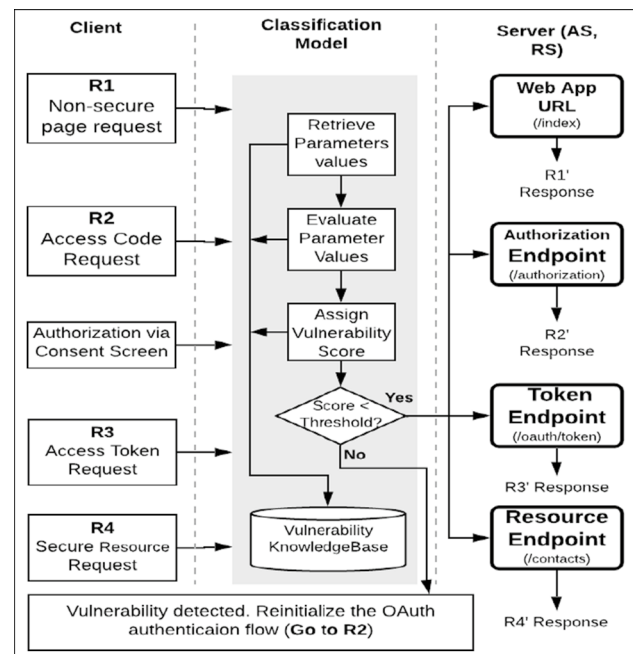 Client
Classification
Model
Server (AS,
RS)
R1
Non-secure
page request
R2
Access Code
Request
Authorization via
Consent Screen
R3
Access Token
Request
R4
Secure Resource
Request
Retrieve
Parameters
values
Evaluate
Parameter
Values
Assign
Vulnerability
Score
Score <
Threshold?
Yes
No
Vulnerability
KnowledgeBase
Web App
URL
(/index)
R1'
Response
Authorization
Endpoint
(/authorization)
R2'
Response
Token
Endpoint
(/oauth/token)
R3' Response
Resource
Endpoint
(/contacts)
R4' Response
Vulnerability detected. Reinitialize the OAuth
authenticaion flow (Go to R2)